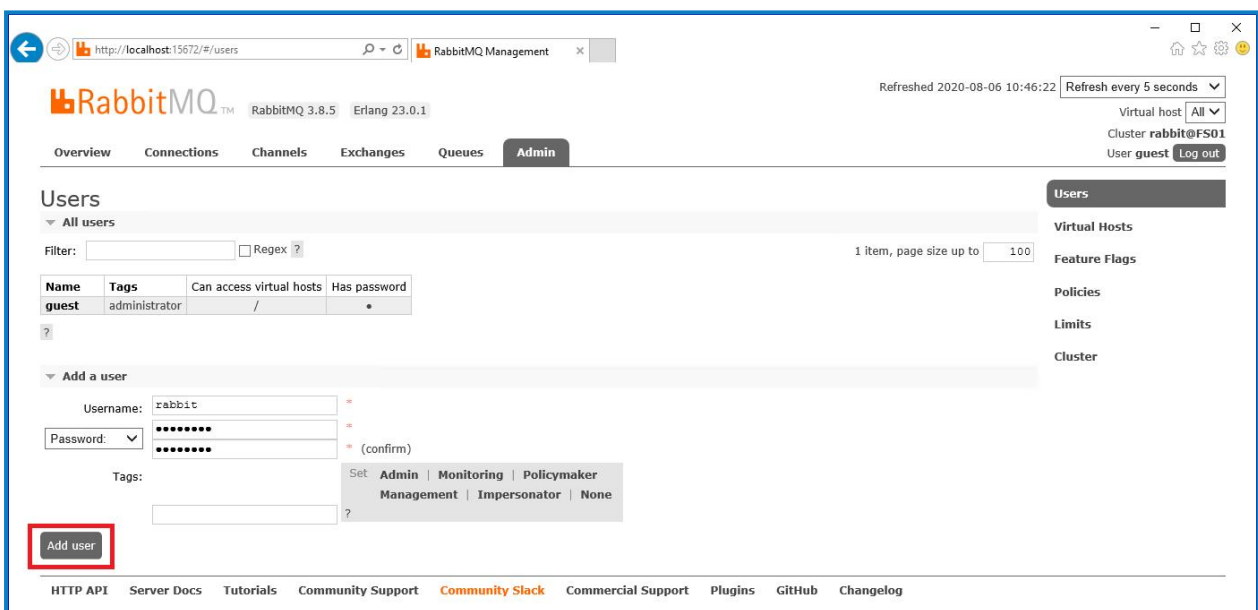 http://localhost:15672/#/users
RabbitMQ Management
RabbitMQ TM RabbitMQ 3.8.5 Erlang 23.0.1
Refreshed 2020-08-06 10:46:22 Refresh every 5 seconds
Virtual host All
Cluster rabbit@FS01
User guest Log out
Overview Connections Channels Exchanges Queues Admin
Users
All users
Filter: Regex ? 1 item, page size up to 100
Name Tags Can access virtual hosts Has password
guest administrator / ●
?
Add a user
Username: rabbit *
Password: ●●●●●●●● *
●●●●●●●● * (confirm)
Tags: Set Admin | Monitoring | Policymaker
Management | Impersonator | None
?
Add user
Users
Virtual Hosts
Feature Flags
Policies
Limits
Cluster
HTTP API Server Docs Tutorials Community Support Community Slack Commercial Support Plugins GitHub Changelog